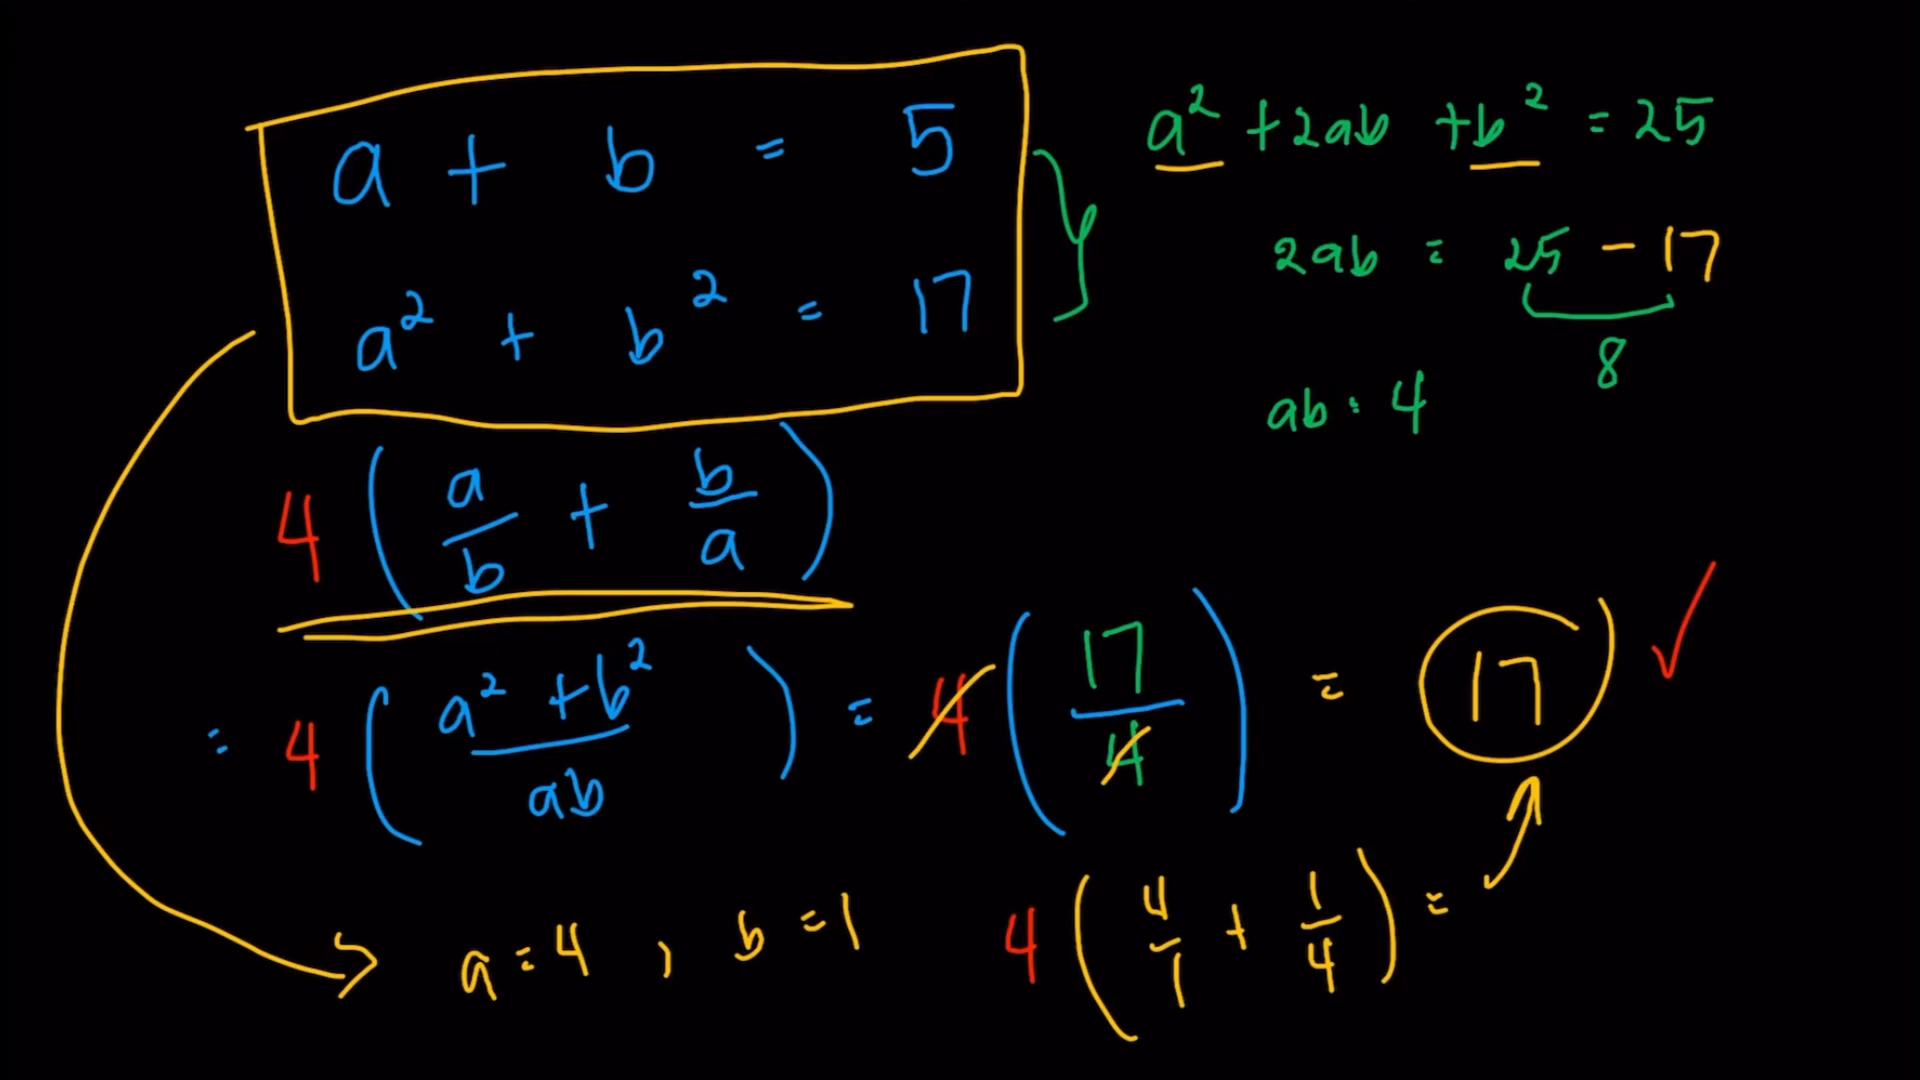 a + b = 5
a² + b² = 17
a² + 2ab + b² = 25
2ab = 25 - 17
8
ab = 4
4 (a/b + b/a)
= 4 ((a² + b²)/ab) = 4 (17/4) = 17 ✓
a = 4, b = 1
4 (4/1 + 1/4) =